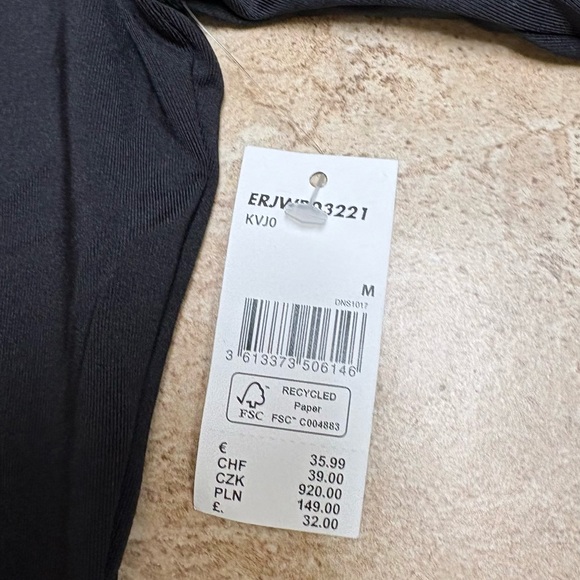 KVJ0
M
DNS1017
3 613373 506146
RECYCLED
Paper
FSC™ C004883
FSC
€ 35.99
CHF 39.00
CZK 920.00
PLN 149.00
£. 32.00